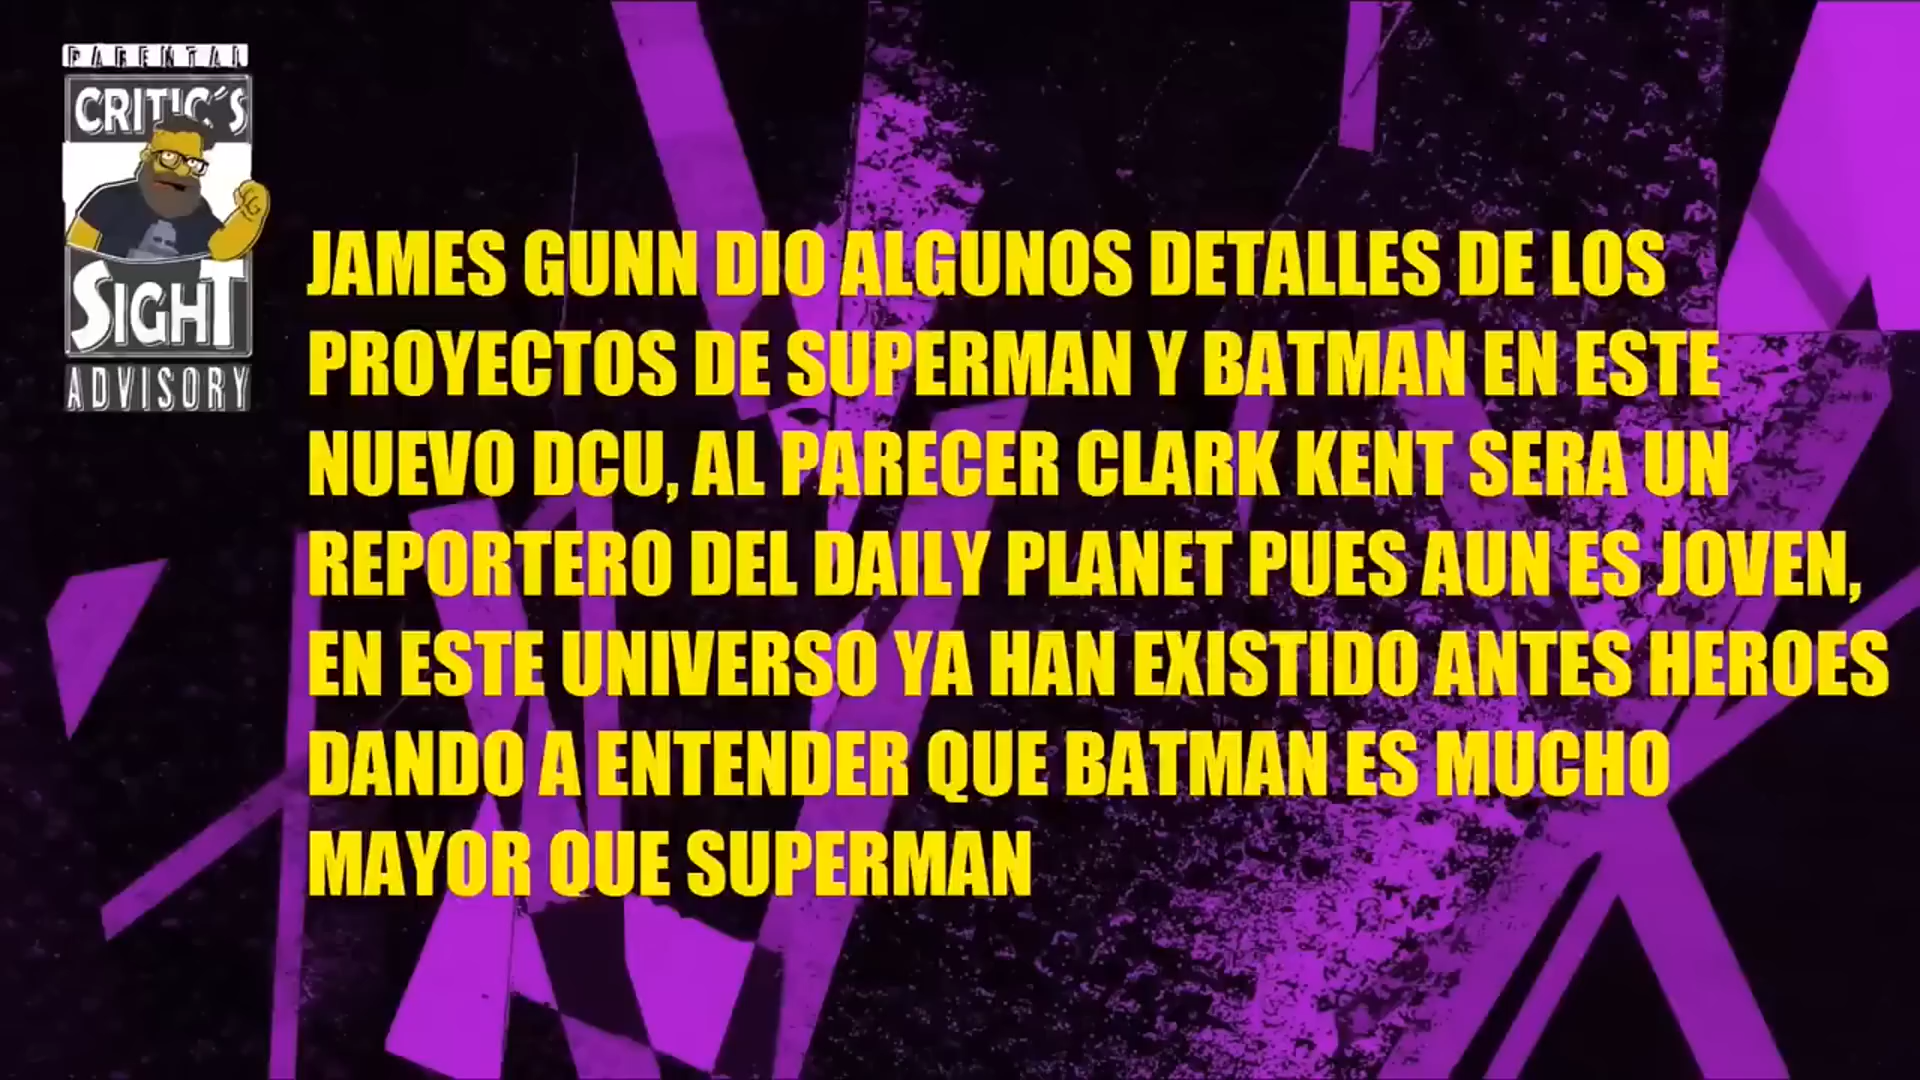 PARENTAL
CRITIC´S
SIGHT
ADVISORY
JAMES GUNN DIO ALGUNOS DETALLES DE LOS
PROYECTOS DE SUPERMAN Y BATMAN EN ESTE
NUEVO DCU, AL PARECER CLARK KENT SERA UN
REPORTERO DEL DAILY PLANET PUES AUN ES JOVEN,
EN ESTE UNIVERSO YA HAN EXISTIDO ANTES HEROES
DANDO A ENTENDER QUE BATMAN ES MUCHO
MAYOR QUE SUPERMAN